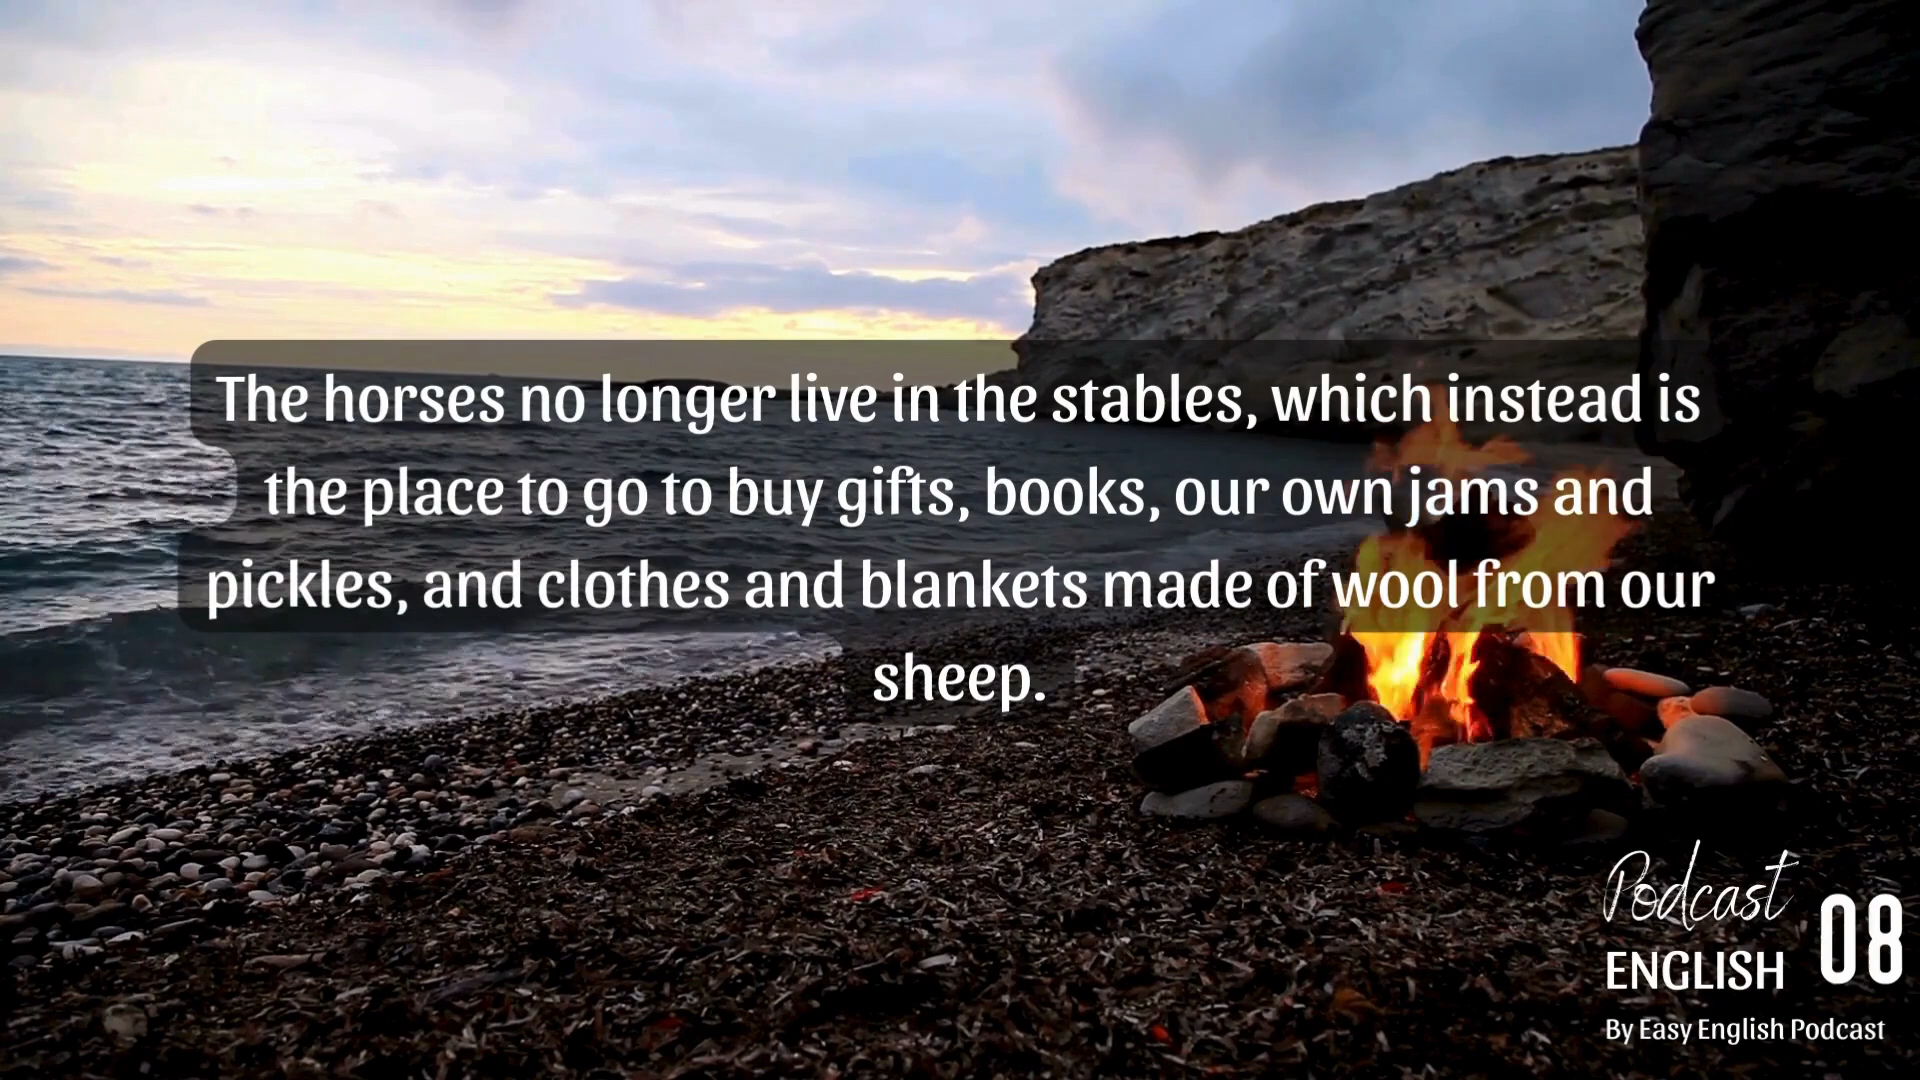 The horses no longer live in the stables, which instead is
the place to go to buy gifts, books, our own jams and
pickles, and clothes and blankets made of wool from our
sheep.
Podcast
ENGLISH
08
By Easy English Podcast